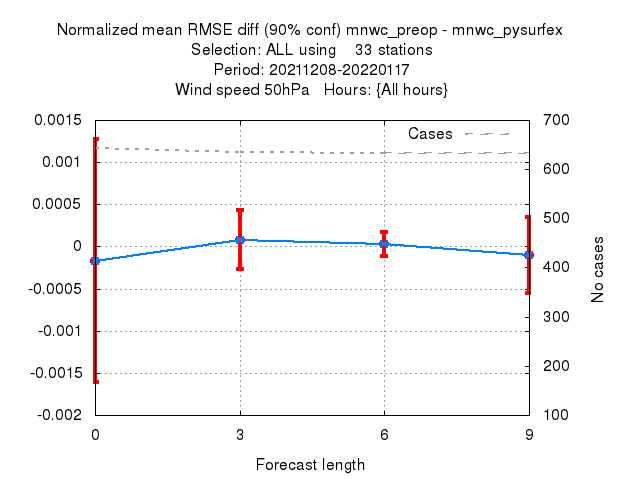 Normalized mean RMSE diff (90% conf) mnwc_preop - mnwc_pysurfex
Selection: ALL using    33 stations
Period: 20211208-20220117
Wind speed 50hPa   Hours: {All hours}
Cases
0.0015
0.001
0.0005
0
-0.0005
-0.001
-0.0015
-0.002
700
600
500
400
300
200
100
No cases
0 3 6 9
Forecast length